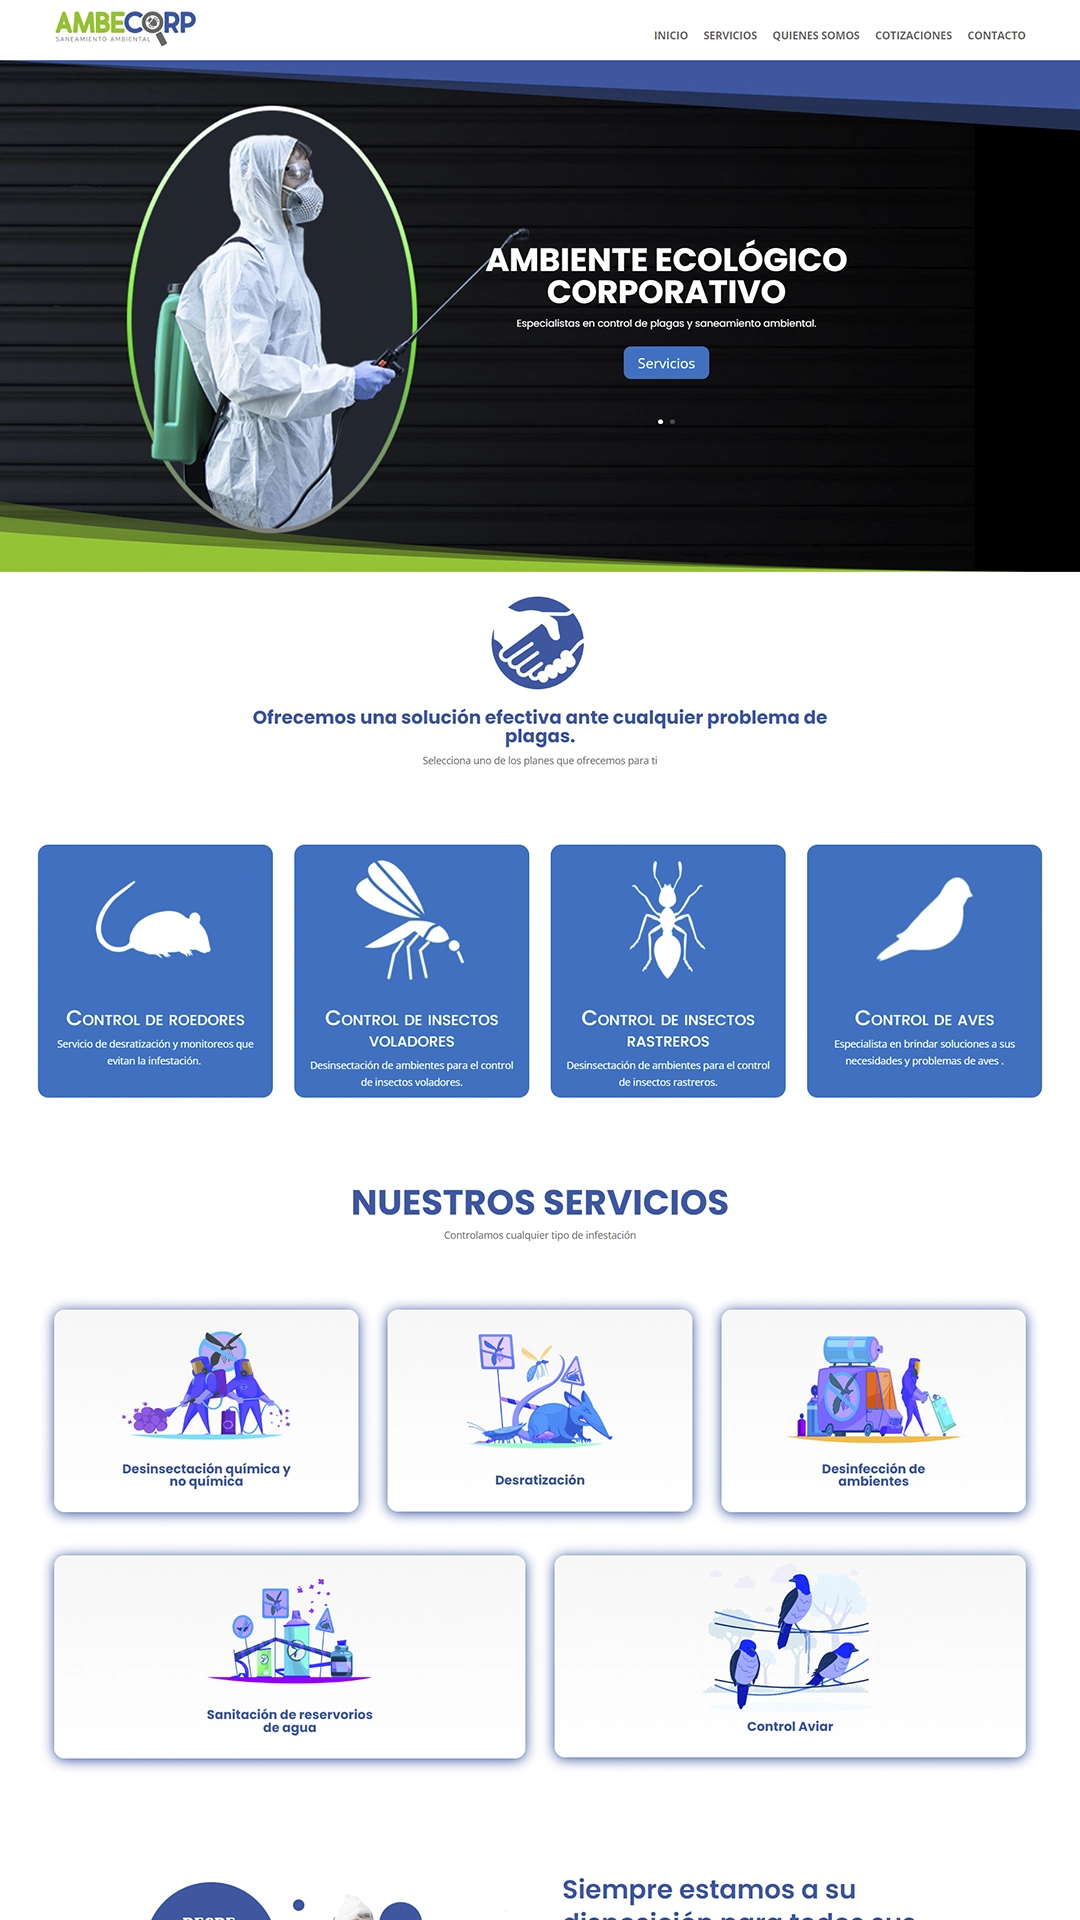 AMBECORP
SANEAMIENTO AMBIENTAL
INICIO SERVICIOS QUIENES SOMOS COTIZACIONES CONTACTO
AMBIENTE ECOLÓGICO
CORPORATIVO
Especialistas en control de plagas y saneamiento ambiental.
Servicios
Ofrecemos una solución efectiva ante cualquier problema de
plagas.
Selecciona uno de los planes que ofrecemos para ti
Control de roedores
Servicio de desratización y monitoreos que
evitan la infestación.
Control de insectos
voladores
Desinsectación de ambientes para el control
de insectos voladores.
Control de insectos
rastreros
Desinsectación de ambientes para el control
de insectos rastreros.
Control de aves
Especialista en brindar soluciones a sus
necesidades y problemas de aves .
NUESTROS SERVICIOS
Controlamos cualquier tipo de infestación
Desinsectación química y
no química
Desratización
Desinfección de
ambientes
Sanitación de reservorios
de agua
Control Aviar
DESDE
Siempre estamos a su
disposición para todos sus